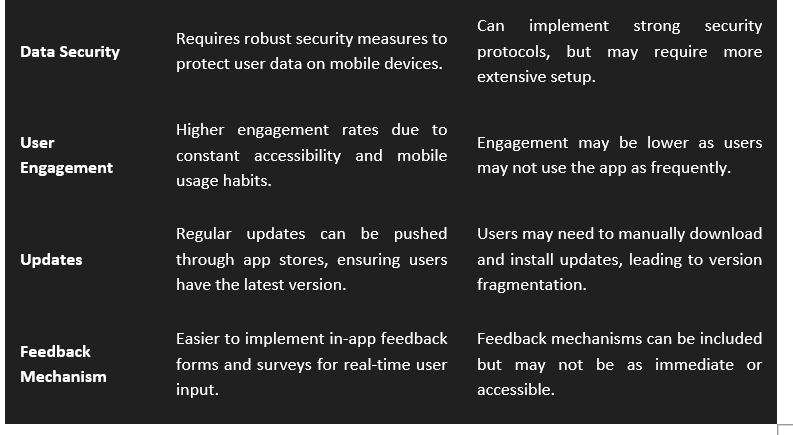 Data Security
Requires robust security measures to
protect user data on mobile devices.
Can implement strong security
protocols, but may require more
extensive setup.
User
Engagement
Higher engagement rates due to
constant accessibility and mobile
usage habits.
Engagement may be lower as users
may not use the app as frequently.
Updates
Regular updates can be pushed
through app stores, ensuring users
have the latest version.
Users may need to manually download
and install updates, leading to version
fragmentation.
Feedback
Mechanism
Easier to implement in-app feedback
forms and surveys for real-time user
input.
Feedback mechanisms can be included
but may not be as immediate or
accessible.